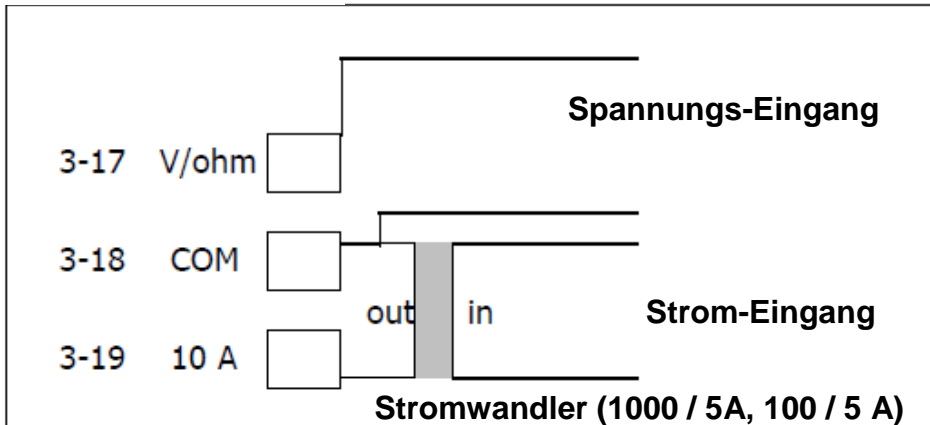 Spannungs-Eingang
3-17 V/ohm
3-18 COM
out in
Strom-Eingang
3-19 10 A
Stromwandler (1000 / 5A, 100 / 5 A)